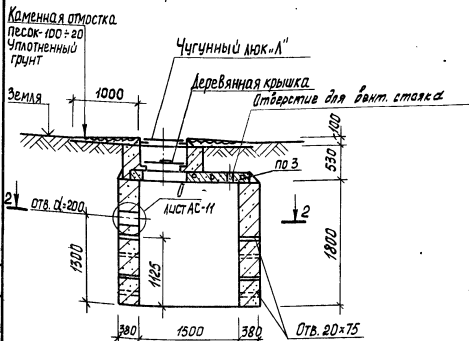 Каменная отмостка
песок-100÷20
Уплотненный
грунт
Чугунный люк „Л"
Деревянная крышка
Отверстие для вент. стояка
1000
Земля
100
530
по 3
2
Отв. d=200
лист АС-11
2
1300
1125
1800
380
1500
380
Отв. 20×75